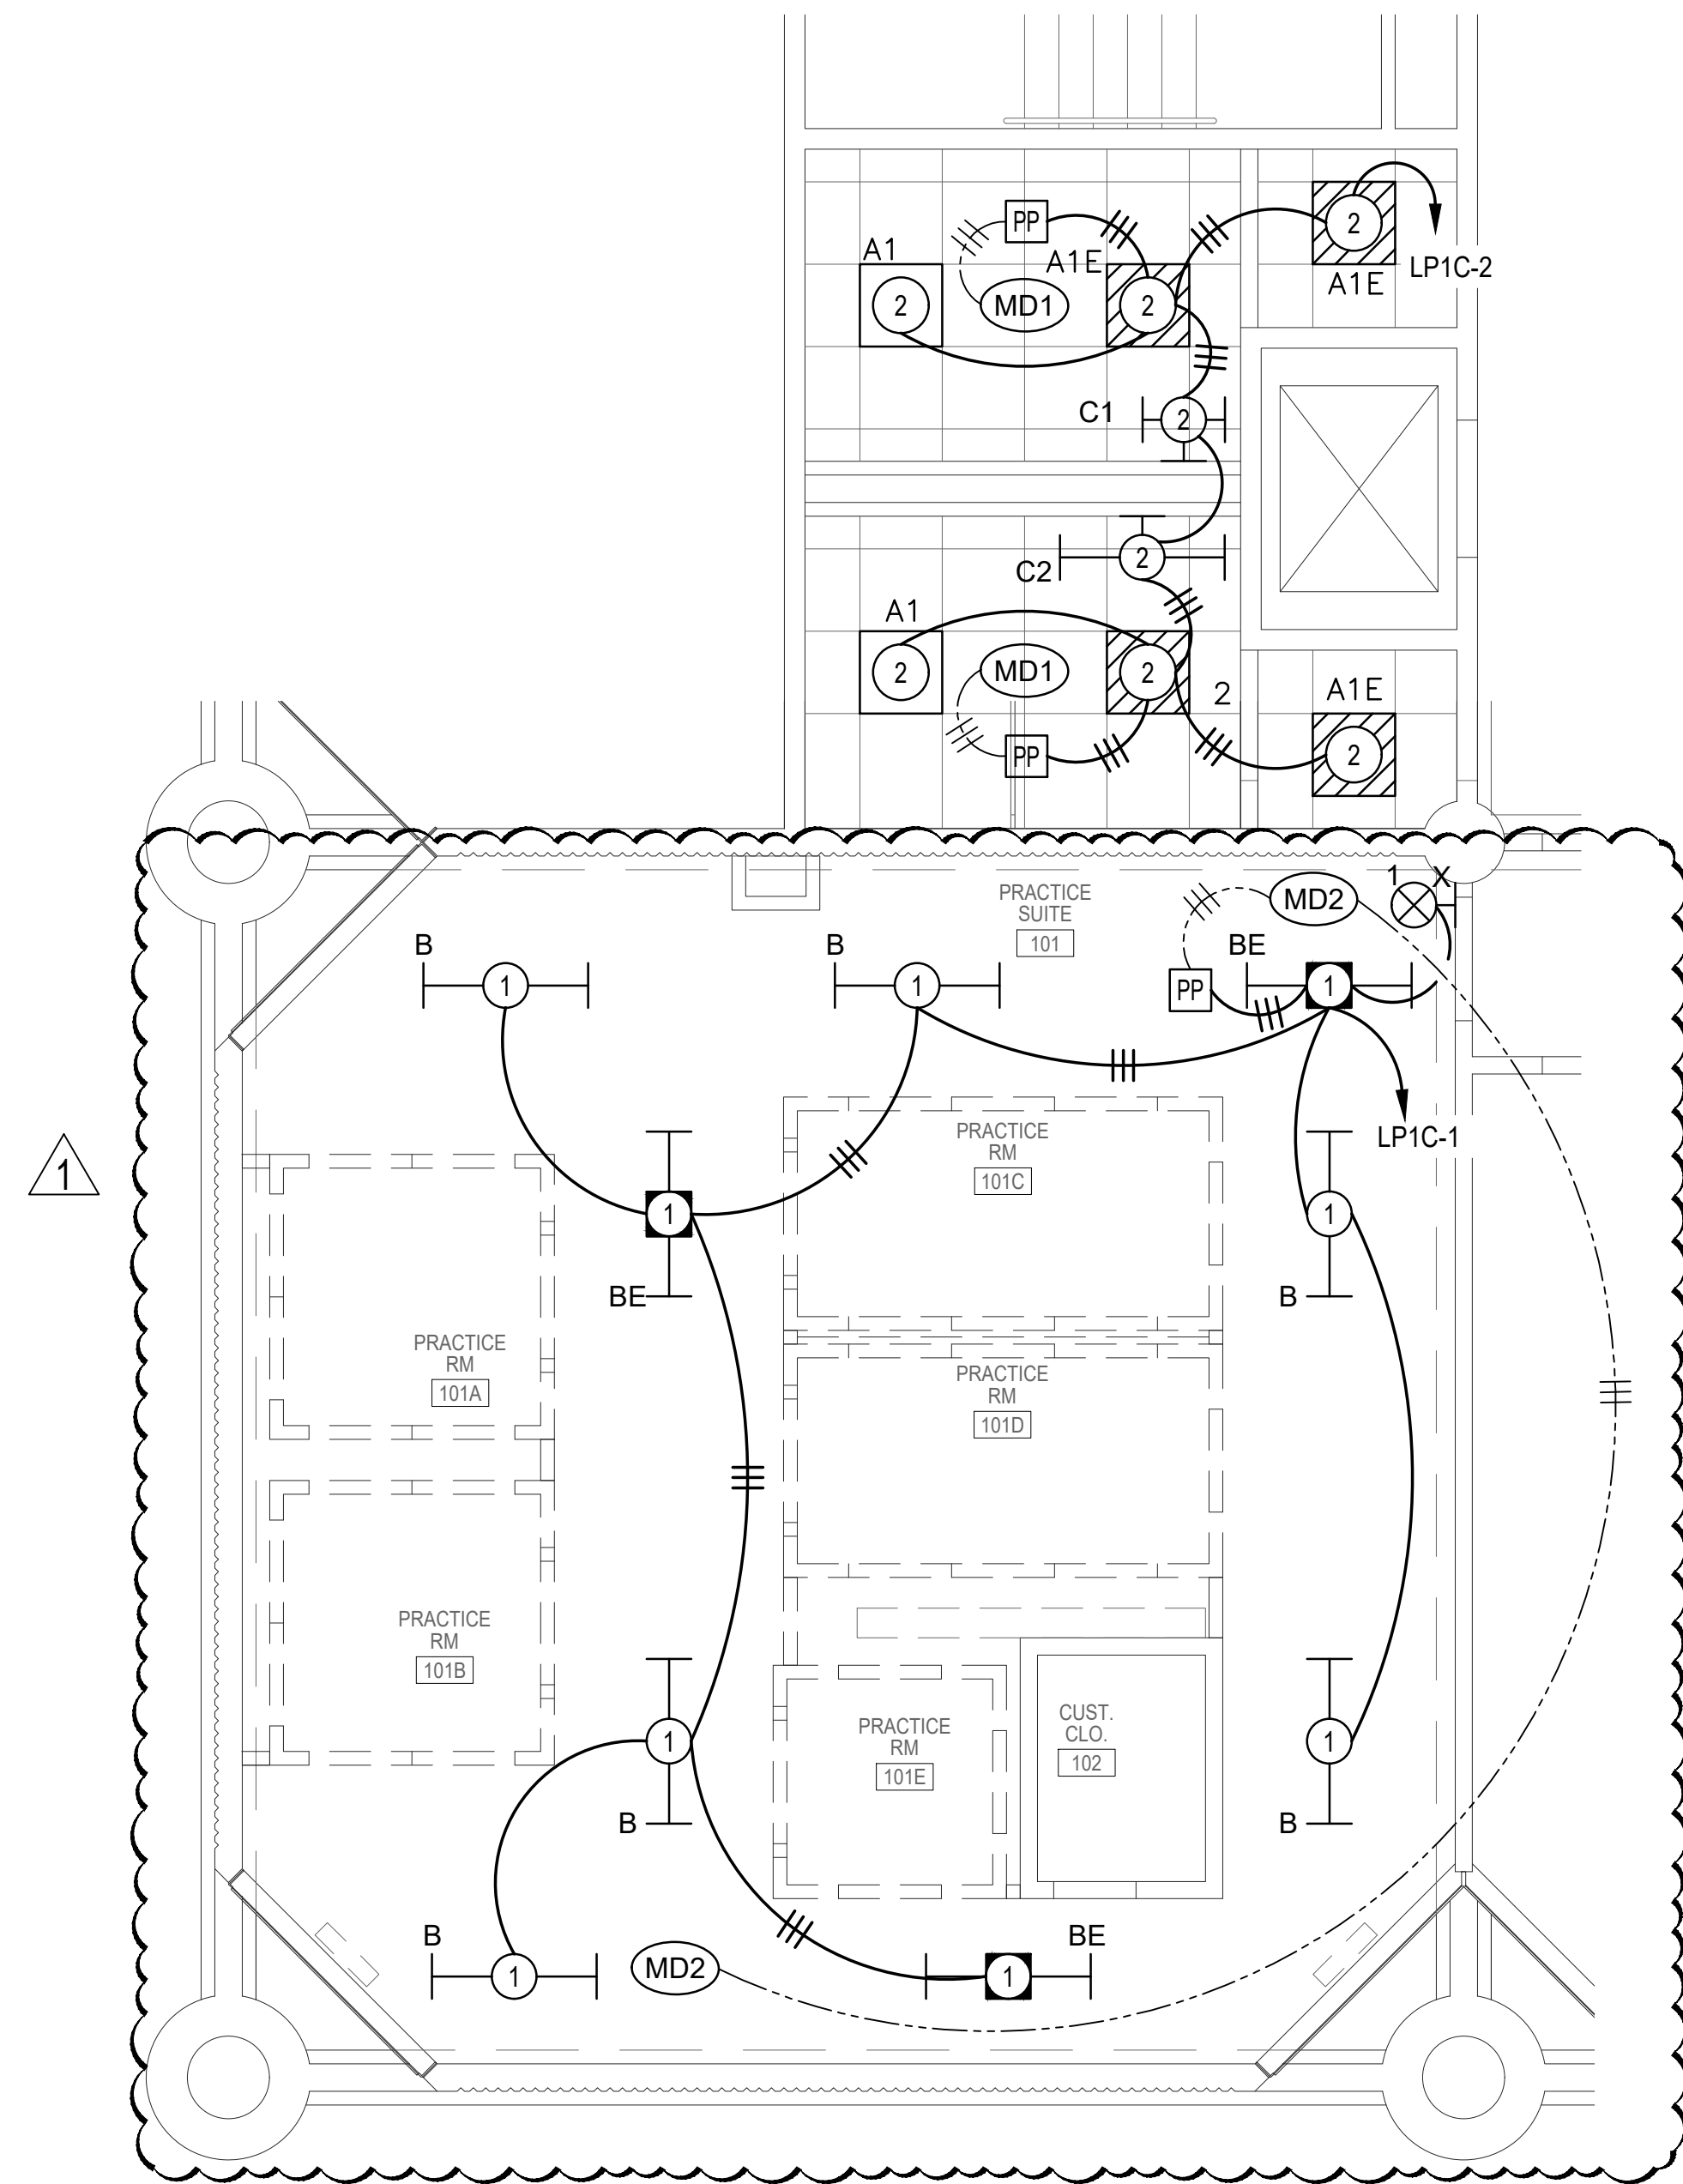 2
LP1C-2
A1E
PP
A1
A1E
2
MD1
2
C1
2
C2
2
A1
2
MD1
2
2
A1E
PP
2
PRACTICE
SUITE
101
MD2
1
X
B
1
B
1
BE
PP
1
LP1C-1
1
PRACTICE
RM
101C
1
BE
1
B
PRACTICE
RM
101A
PRACTICE
RM
101D
PRACTICE
RM
101B
PRACTICE
RM
101E
CUST.
CLO.
102
1
B
1
B
B
1
MD2
BE
1